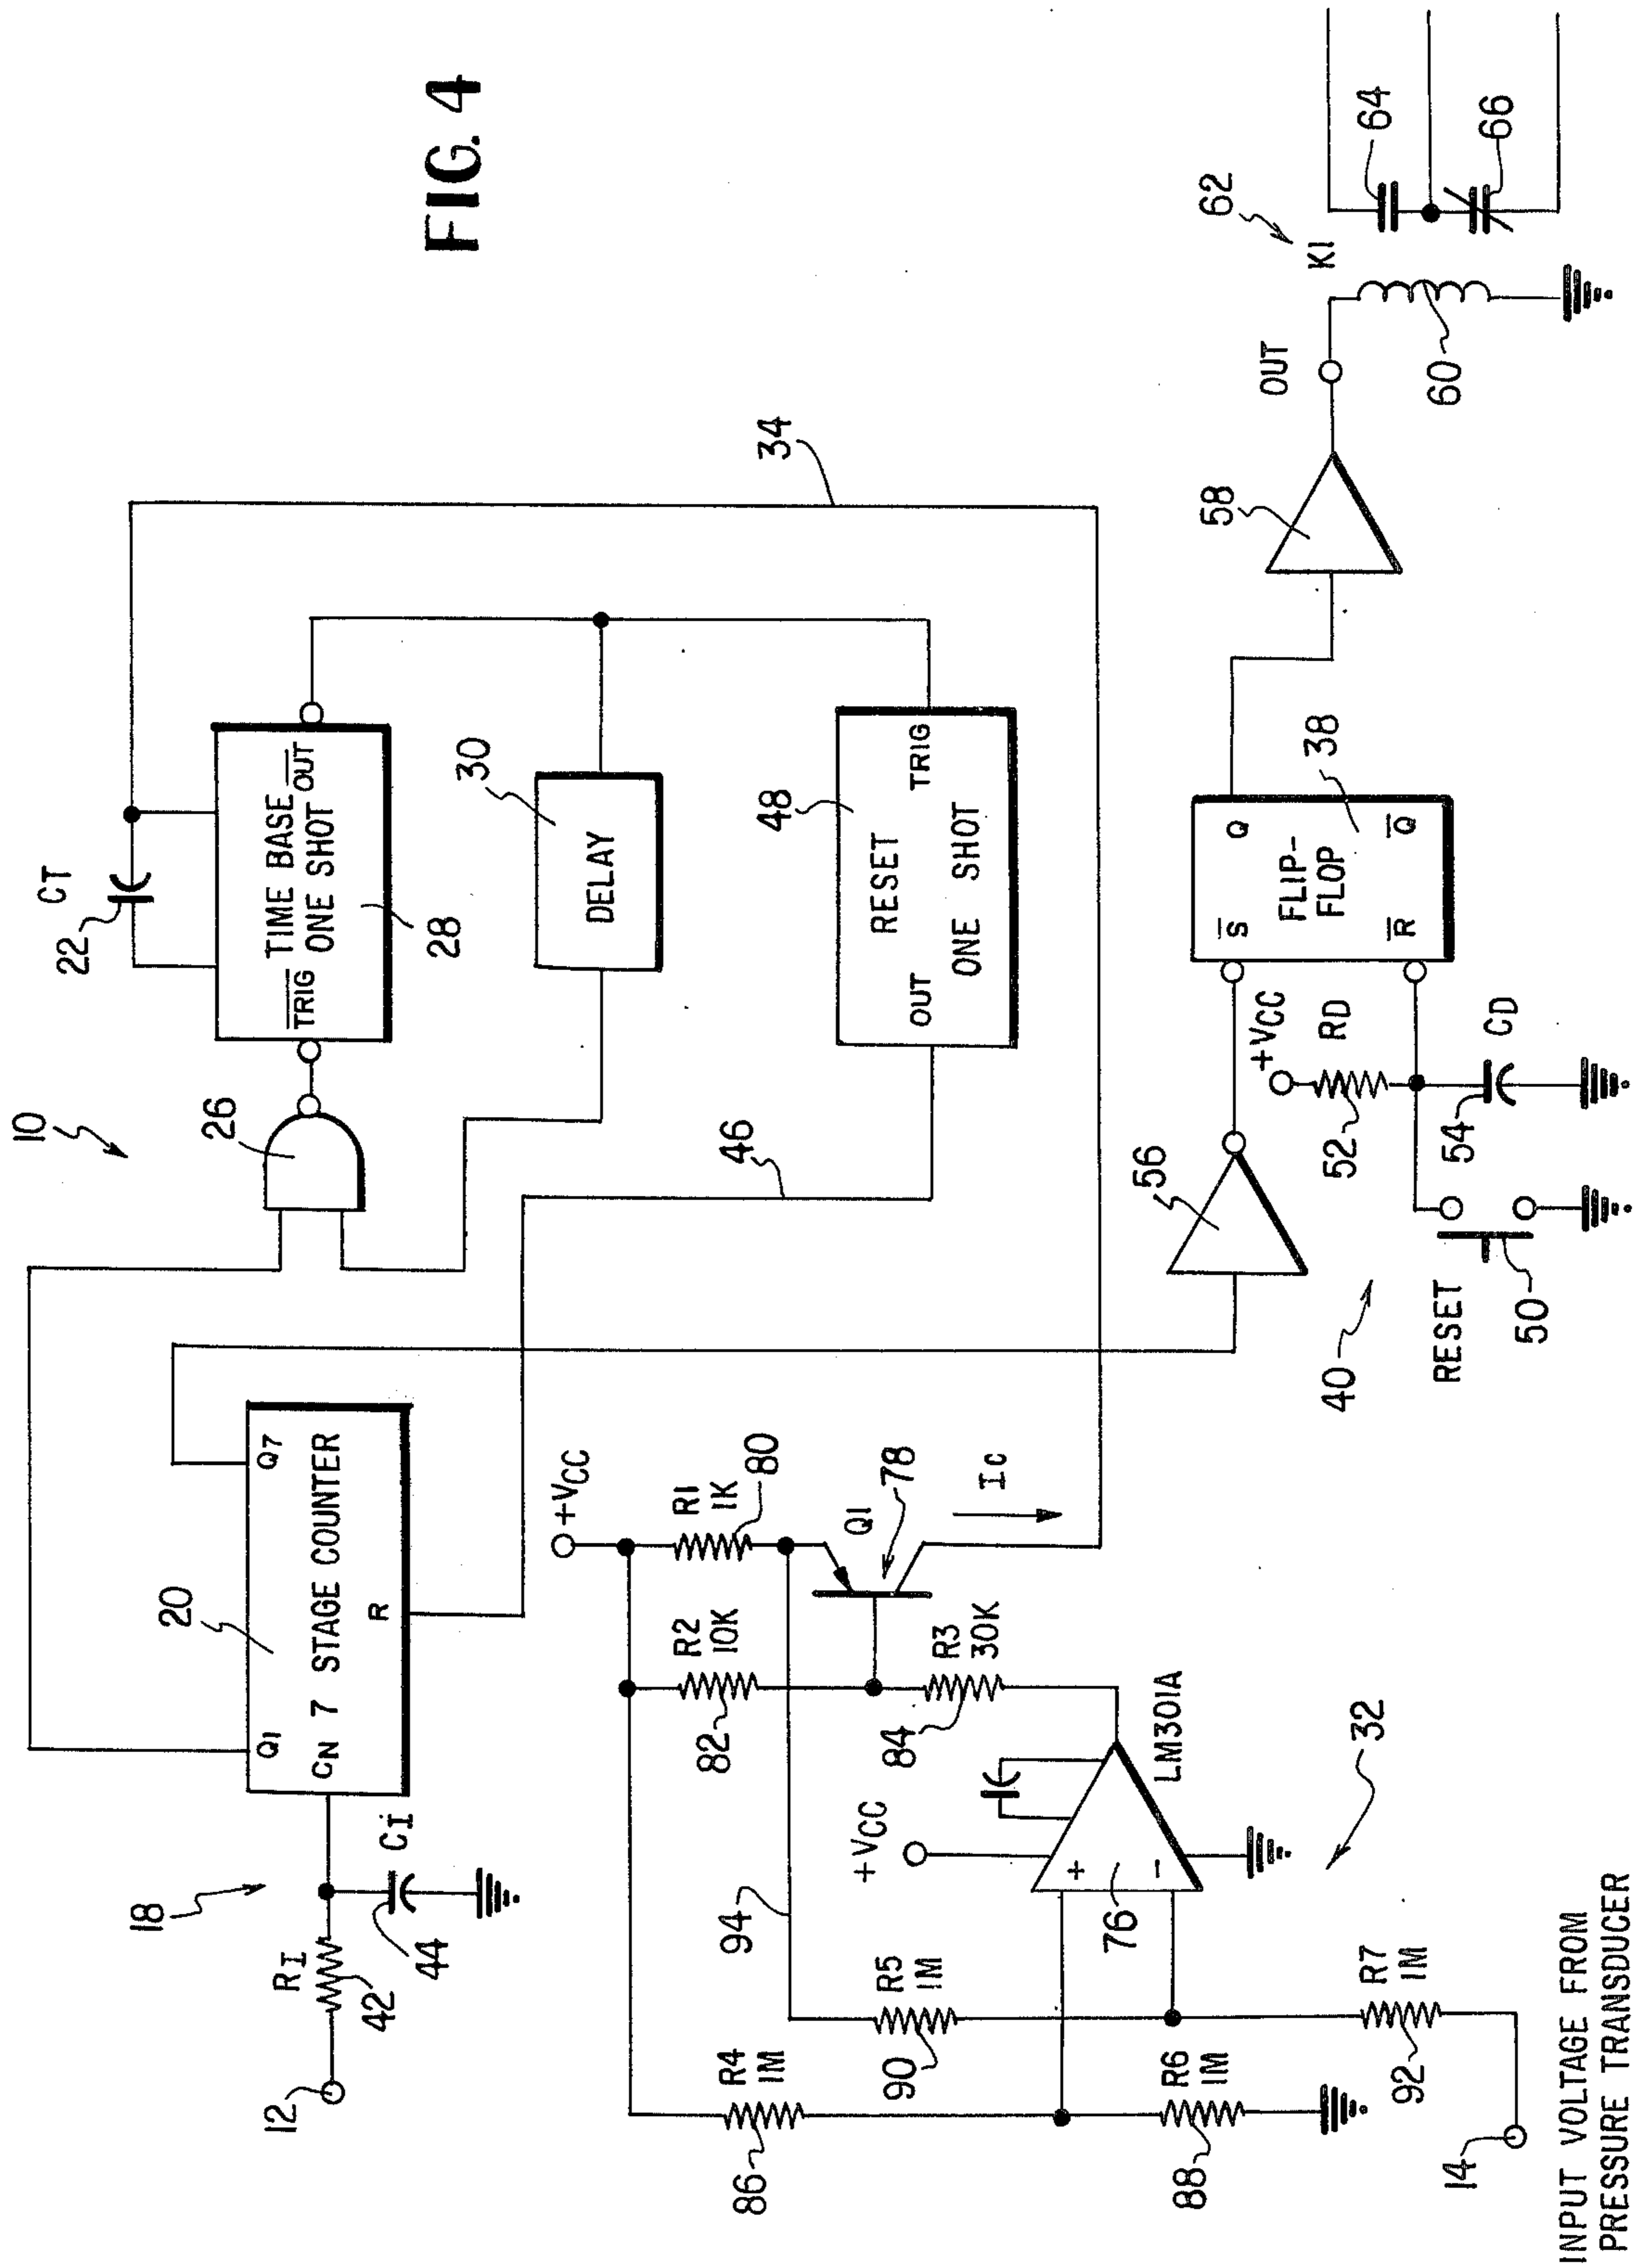 FIG. 4
10
CT
22
TRIG
TIME BASE
ONE SHOT
OUT
28
26
30
DELAY
34
48
RESET
ONE SHOT
OUT
TRIG
46
20
Q1
Q7
CN 7 STAGE COUNTER
R
18
RI
42
Ci
44
12
+VCC
R1
1K
80
R2
10K
82
Q1
78
Ic
R3
30K
84
LM301A
+VCC
+
-
76
94
32
R4
1M
86
R5
1M
90
R6
1M
88
R7
1M
92
14
INPUT VOLTAGE FROM
PRESSURE TRANSDUCER
56
+VCC
RD
52
CD
54
RESET
50
40
S
Q
FLIP-
FLOP
R
Q
38
58
OUT
60
K1
62
64
66